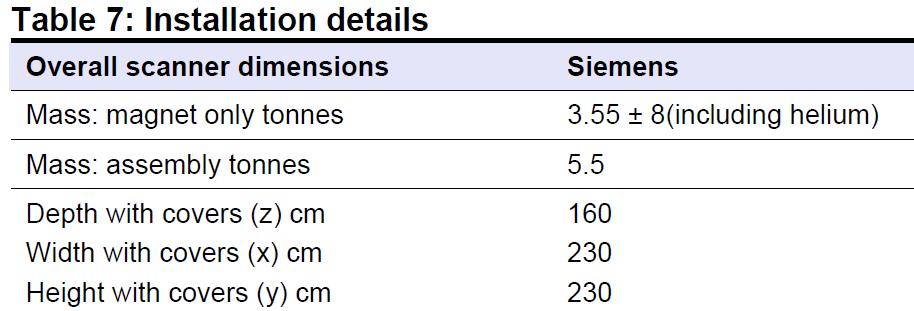 Table 7: Installation details
Overall scanner dimensions Siemens
Mass: magnet only tonnes 3.55 ± 8(including helium)
Mass: assembly tonnes 5.5
Depth with covers (z) cm 160
Width with covers (x) cm 230
Height with covers (y) cm 230